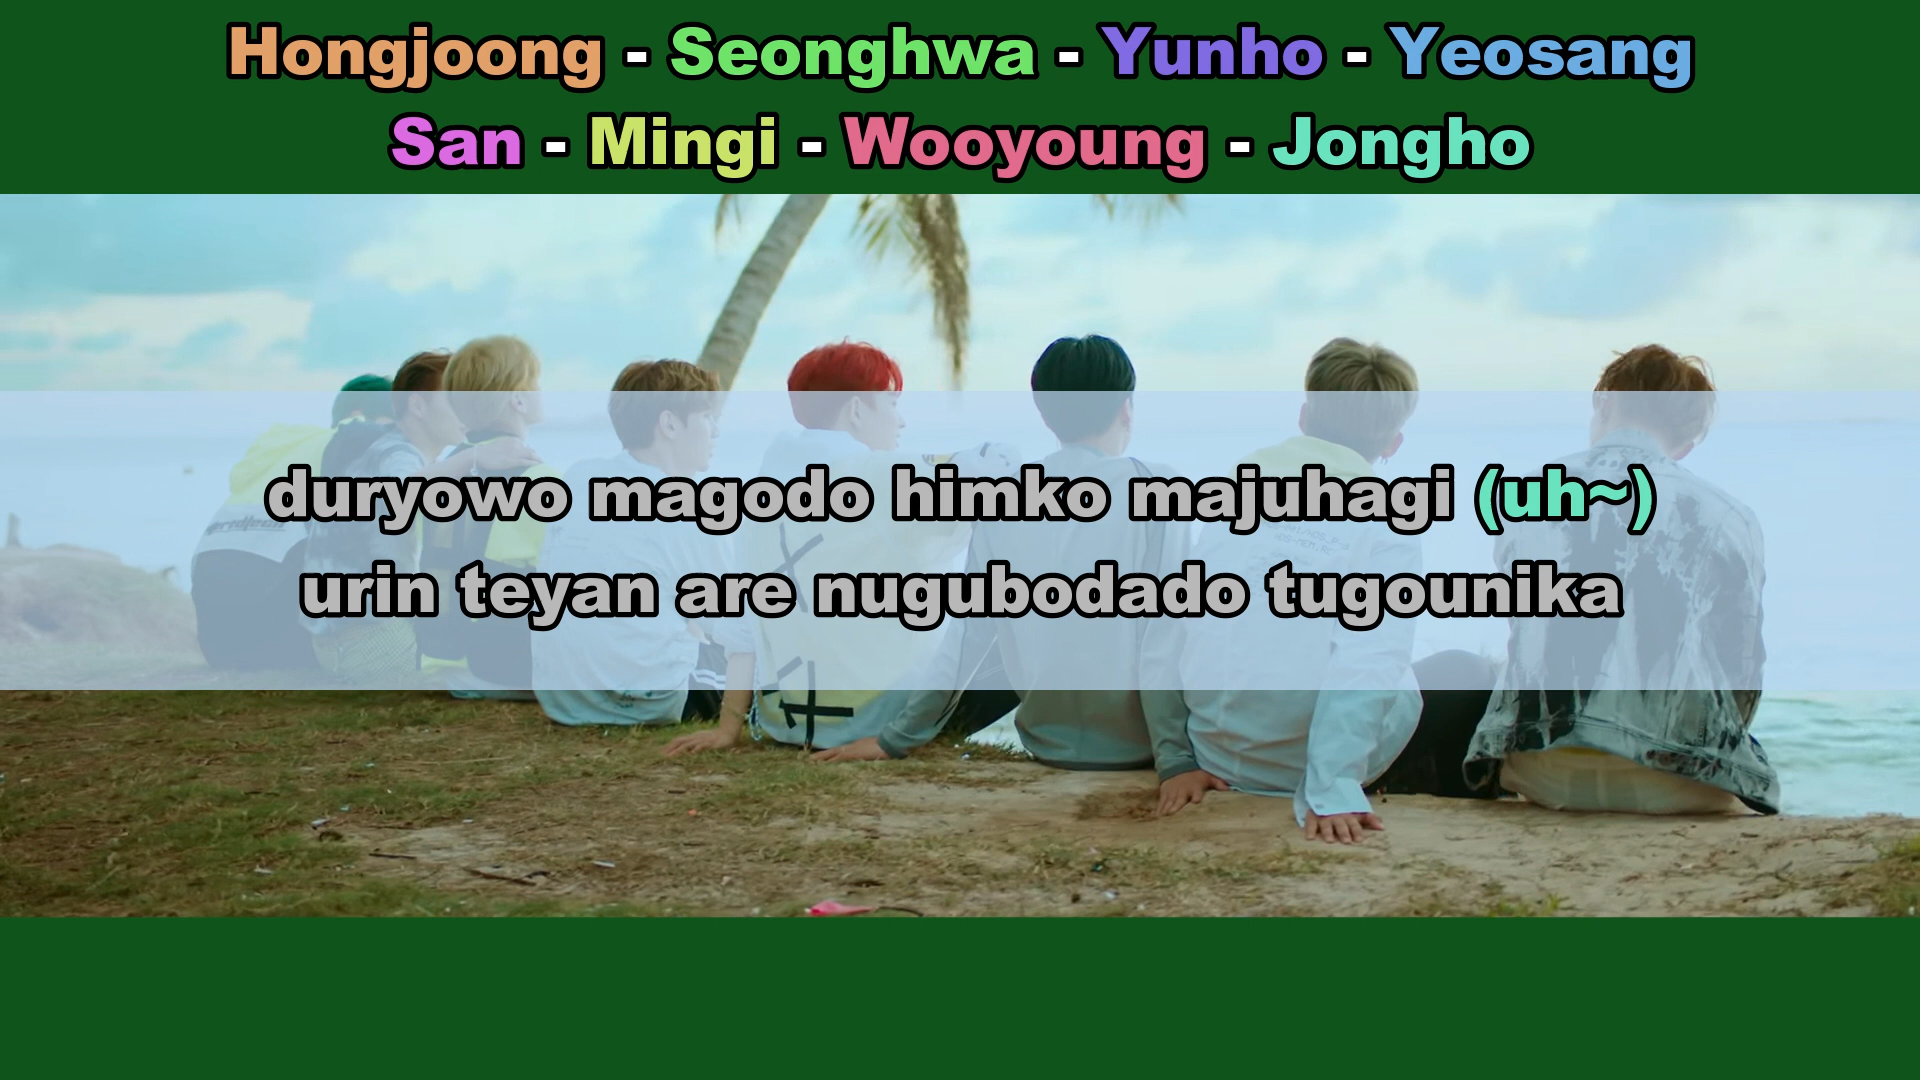 Hongjoong - Seonghwa - Yunho - Yeosang
San - Mingi - Wooyoung - Jongho
duryowo magodo himko majuhagi (uh~)
urin teyan are nugubodado tugounika